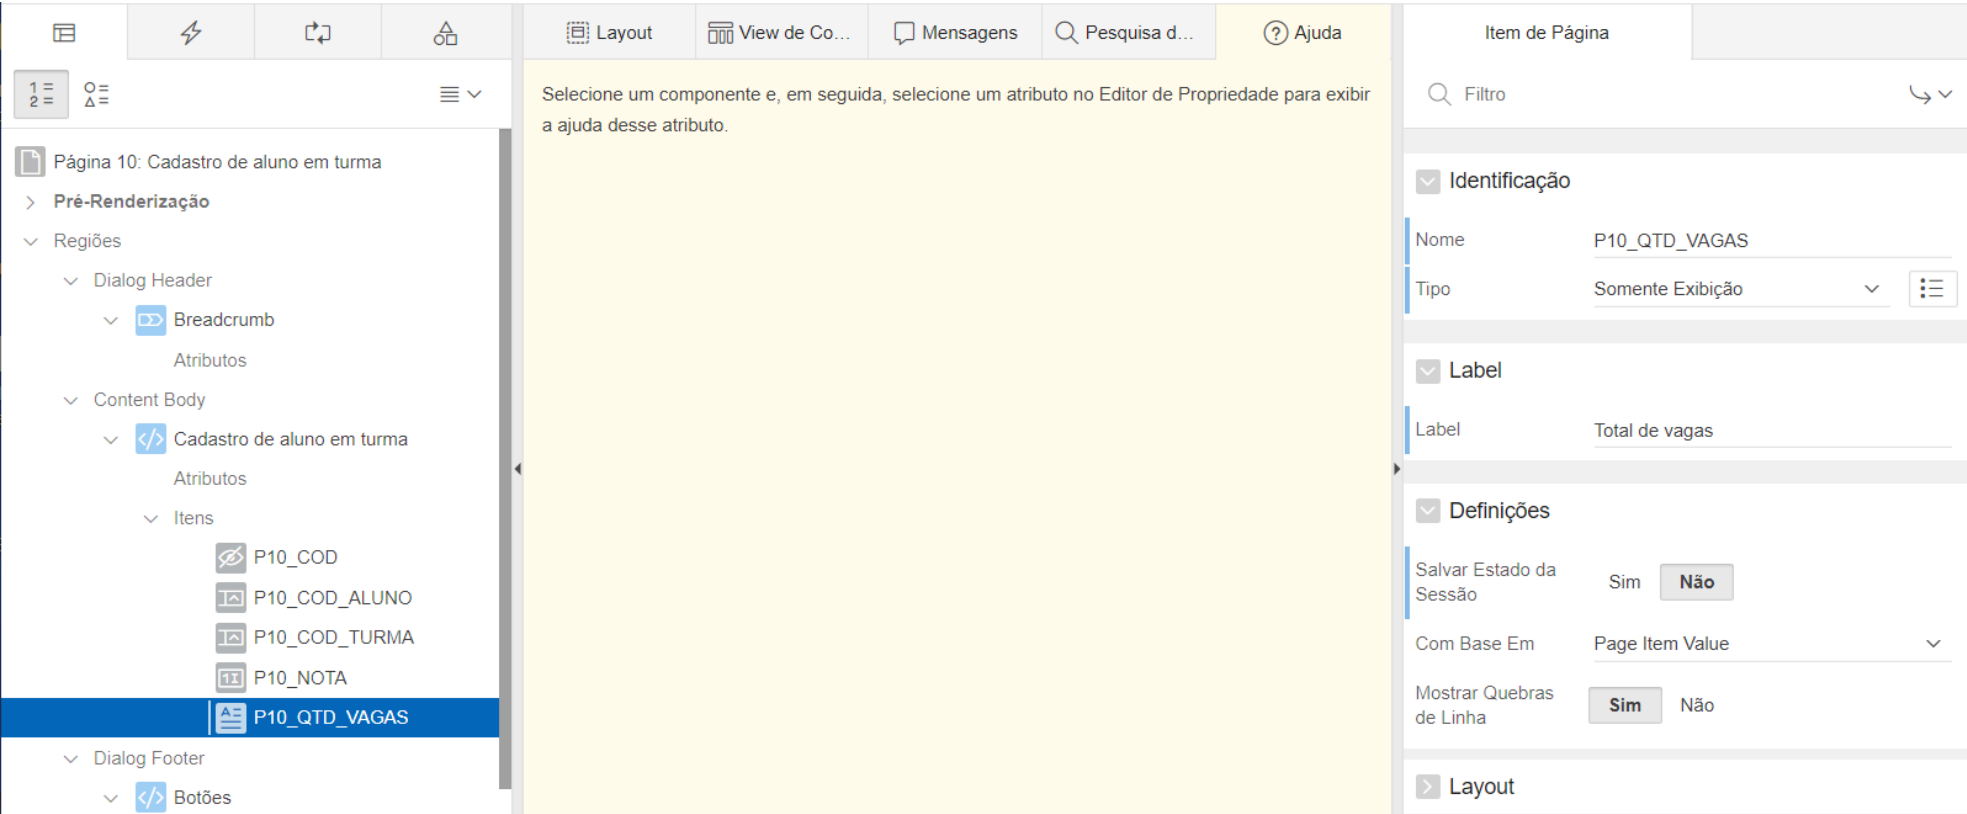 Layout
View de Co...
Mensagens
Pesquisa d...
Ajuda
Item de Página
Selecione um componente e, em seguida, selecione um atributo no Editor de Propriedade para exibir
a ajuda desse atributo.
Filtro
Página 10: Cadastro de aluno em turma
Pré-Renderização
Regiões
Dialog Header
Breadcrumb
Atributos
Content Body
Cadastro de aluno em turma
Atributos
Itens
P10_COD
P10_COD_ALUNO
P10_COD_TURMA
P10_NOTA
P10_QTD_VAGAS
Dialog Footer
Botões
Identificação
Nome
P10_QTD_VAGAS
Tipo
Somente Exibição
Label
Label
Total de vagas
Definições
Salvar Estado da
Sessão
Sim
Não
Com Base Em
Page Item Value
Mostrar Quebras
de Linha
Sim
Não
Layout